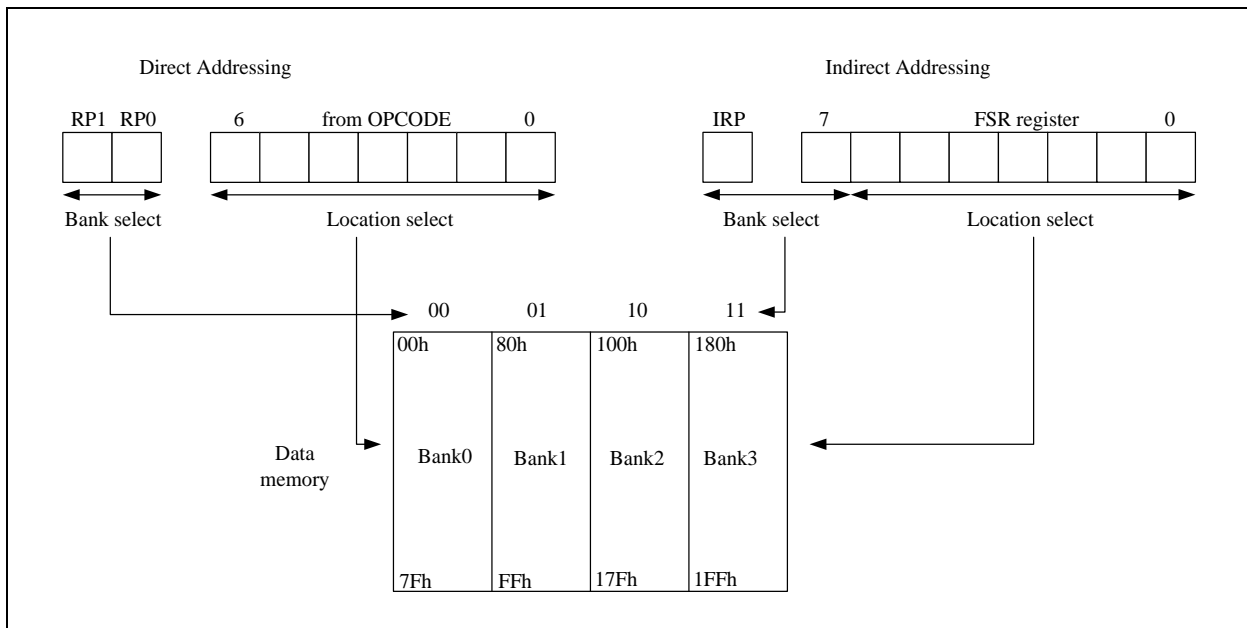 Direct Addressing
Indirect Addressing
RP1 RP0 6 from OPCODE 0
IRP 7 FSR register 0
Bank select Location select
Bank select Location select
00 01 10 11
00h 80h 100h 180h
Data
memory
Bank0 Bank1 Bank2 Bank3
7Fh FFh 17Fh 1FFh